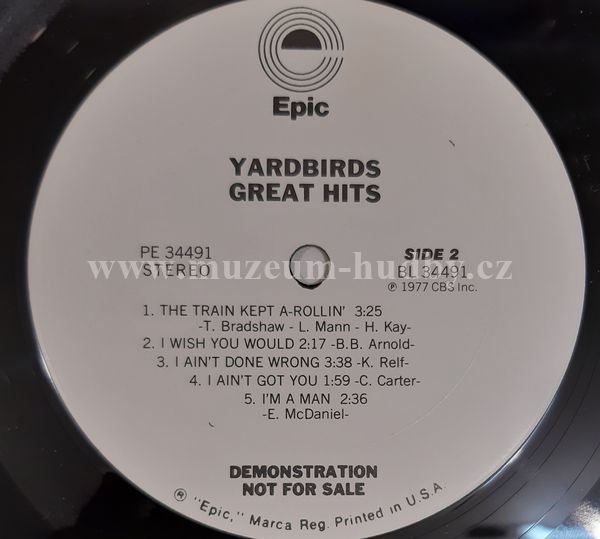 Epic
YARDBIRDS
GREAT HITS
PE 34491
STEREO
SIDE 2
BL 34491
℗ 1977 CBS Inc.
www.muzeum-hudby.cz
1. THE TRAIN KEPT A-ROLLIN' 3:25
-T. Bradshaw - L. Mann - H. Kay-
2. I WISH YOU WOULD 2:17 -B.B. Arnold-
3. I AIN'T DONE WRONG 3:38 -K. Relf-
4. I AIN'T GOT YOU 1:59 -C. Carter-
5. I'M A MAN 2:36
-E. McDaniel-
DEMONSTRATION
NOT FOR SALE
® "Epic," Marca Reg. Printed in U.S.A.